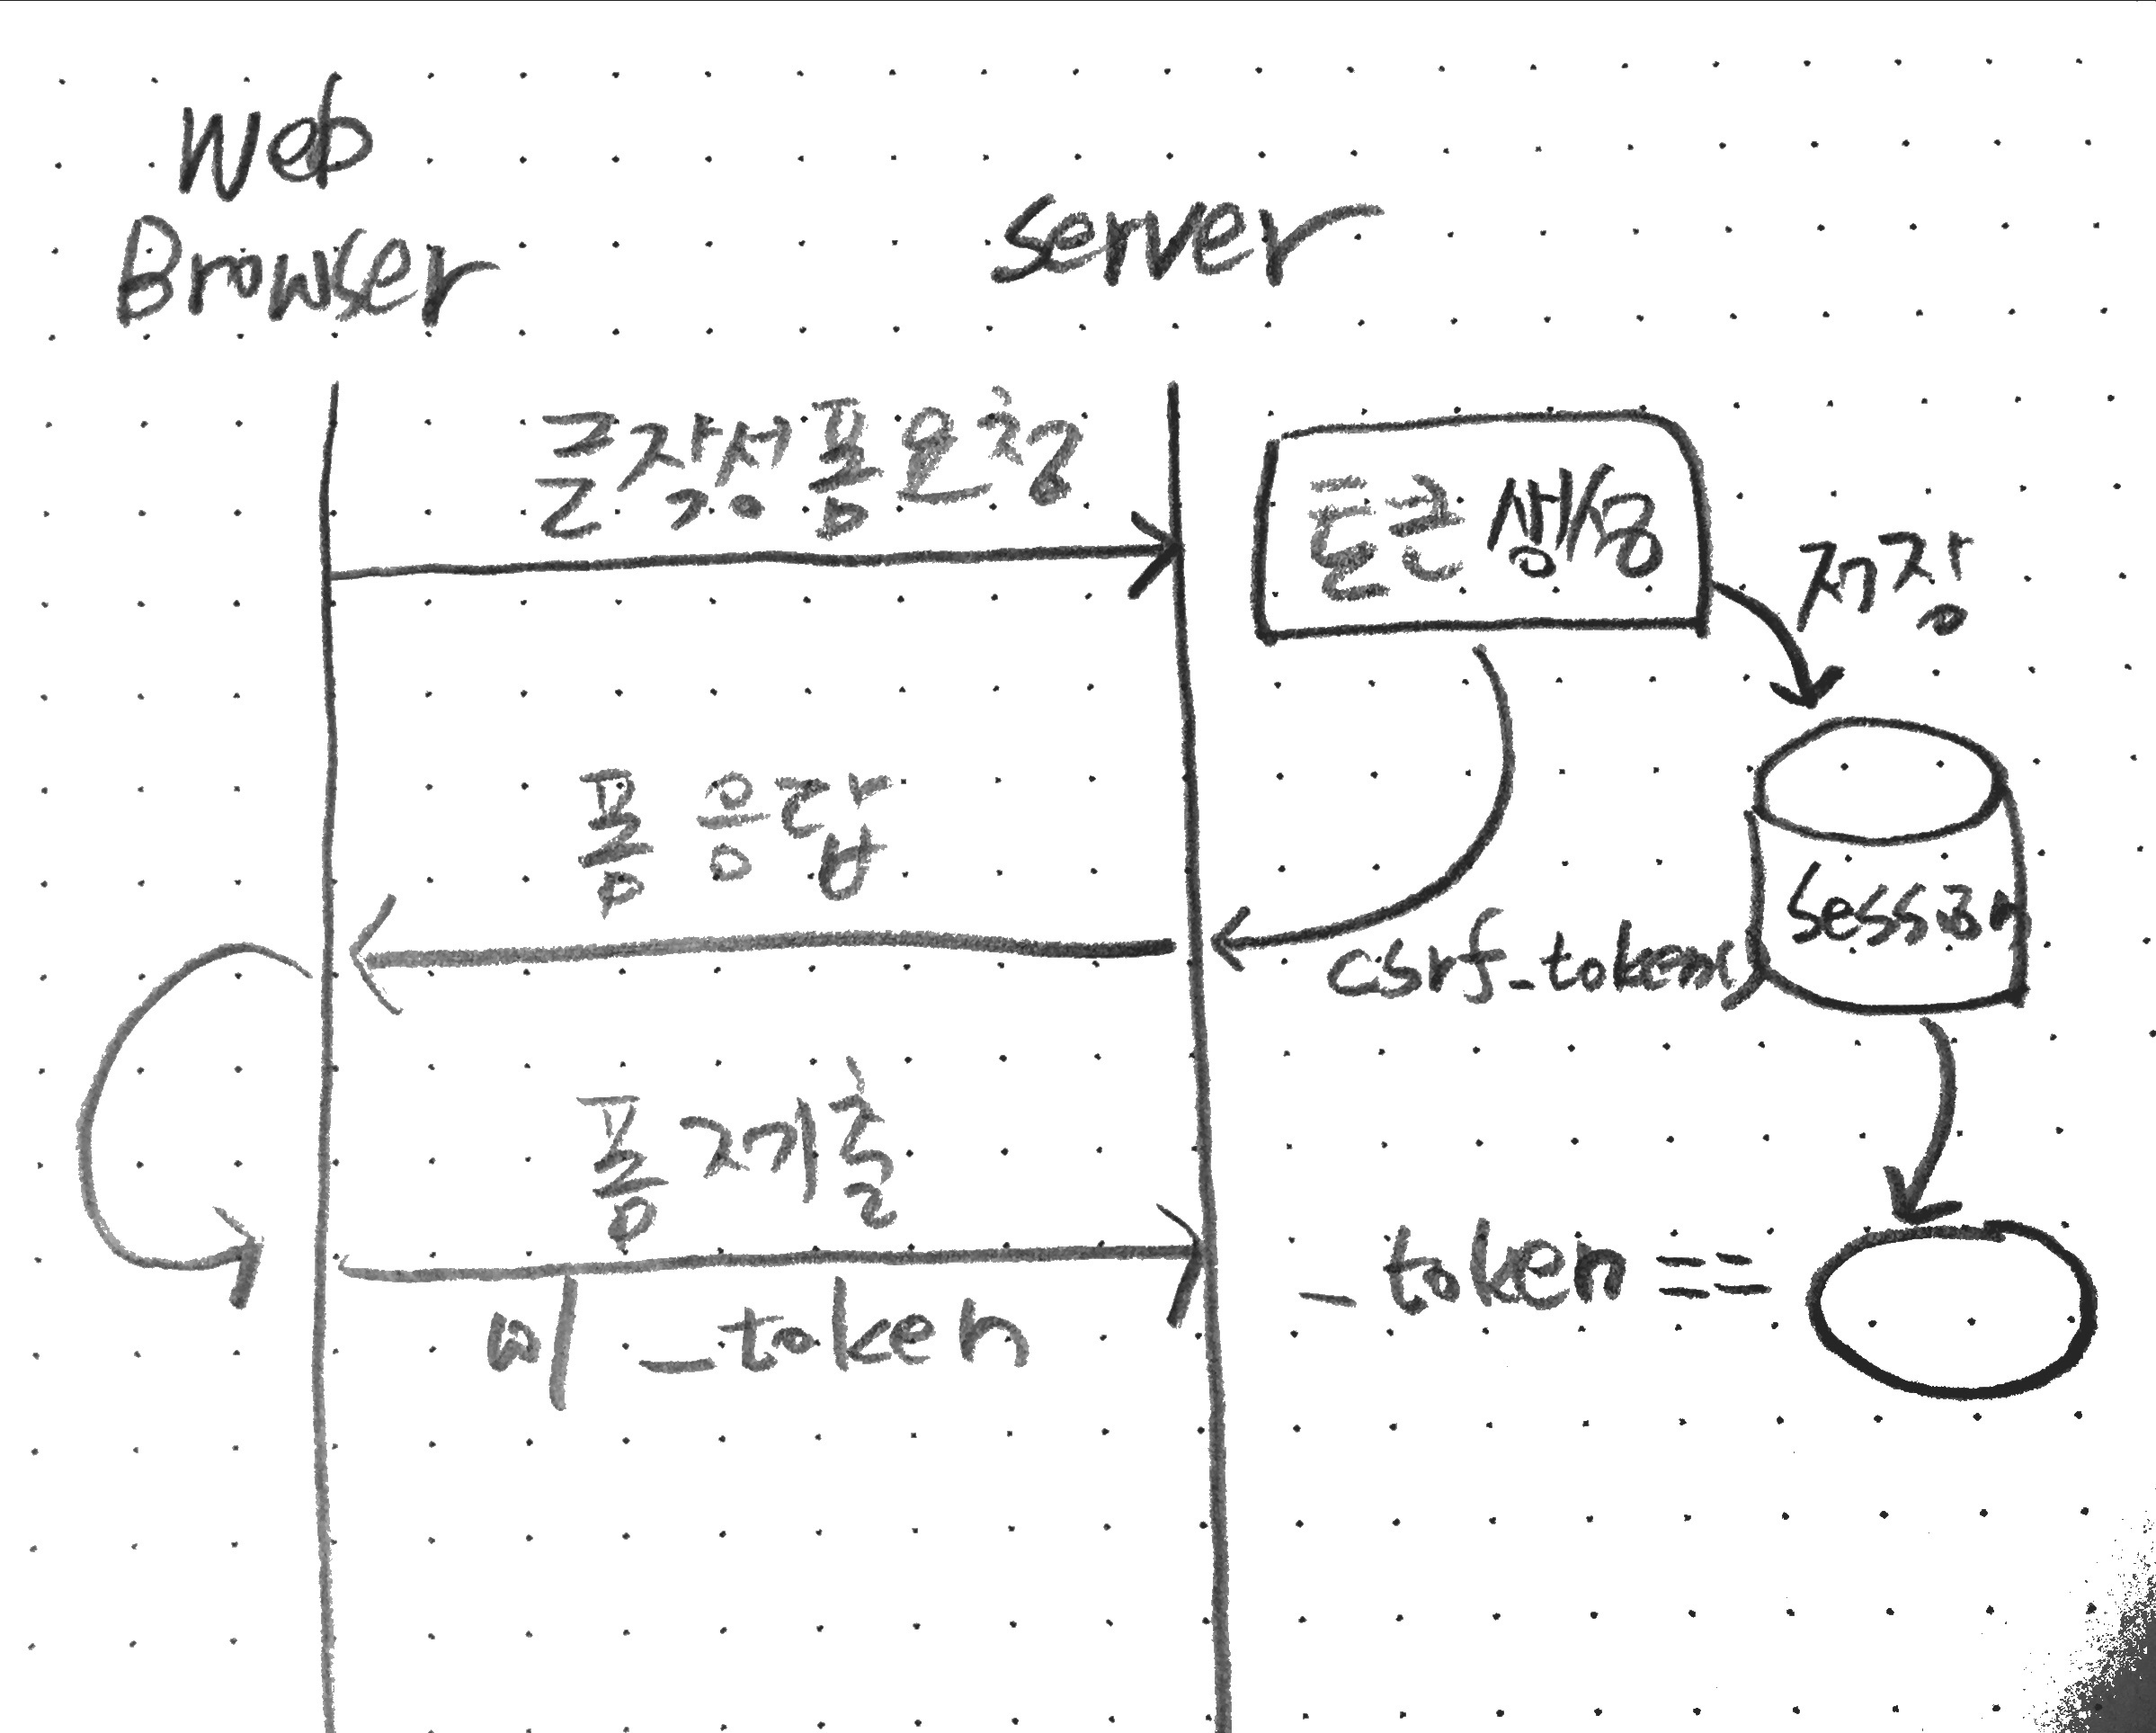 Web
Browser
Server
글작성폼요청
토큰생성
저장
폼 응답
session
csrf_token()
폼제출
w/ _token
_token ==